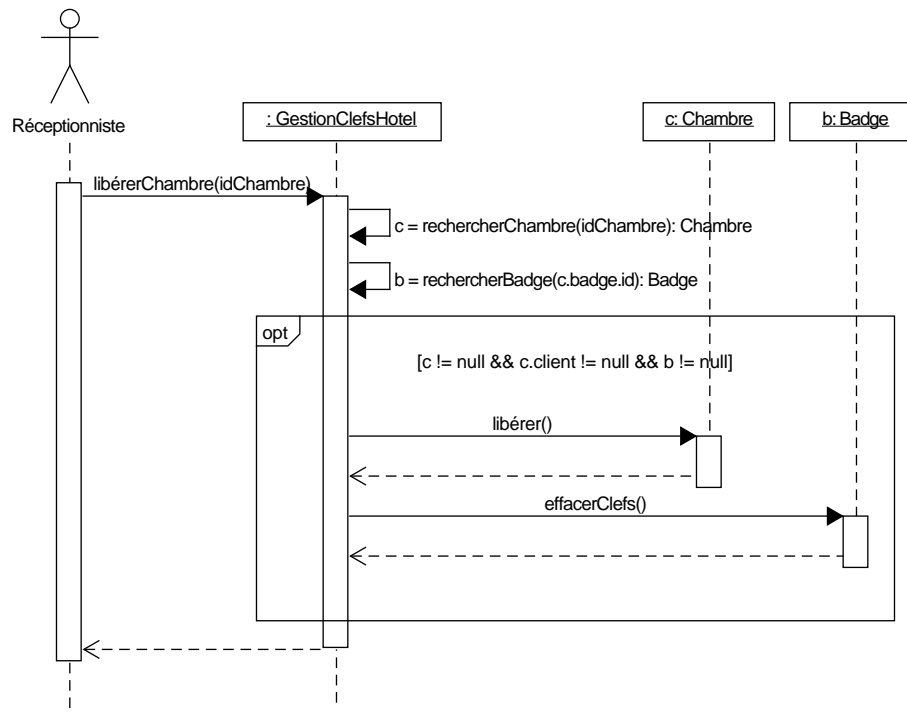 Réceptionniste
: GestionClefsHotel
c: Chambre
b: Badge
libérerChambre(idChambre)
c = rechercherChambre(idChambre): Chambre
b = rechercherBadge(c.badge.id): Badge
opt
[c != null && c.client != null && b != null]
libérer()
effacerClefs()